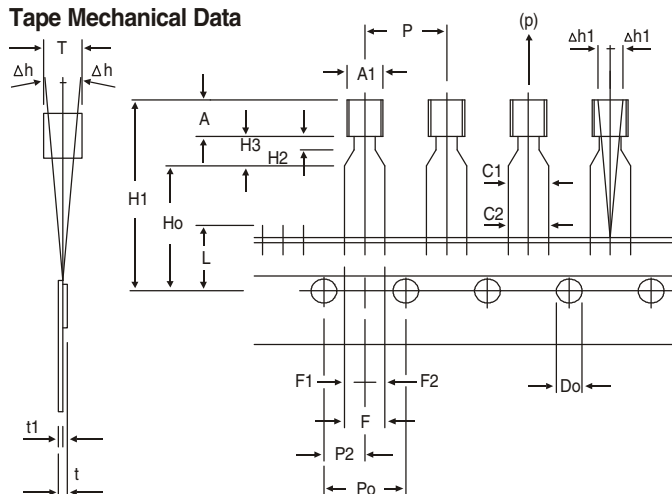 Tape Mechanical Data
T
Δh Δh
P
(p)
Δh1 Δh1
A1
A
H3
H2
H1
Ho
L
C1
C2
F1 F2
Do
t1
F
P2
t
Po